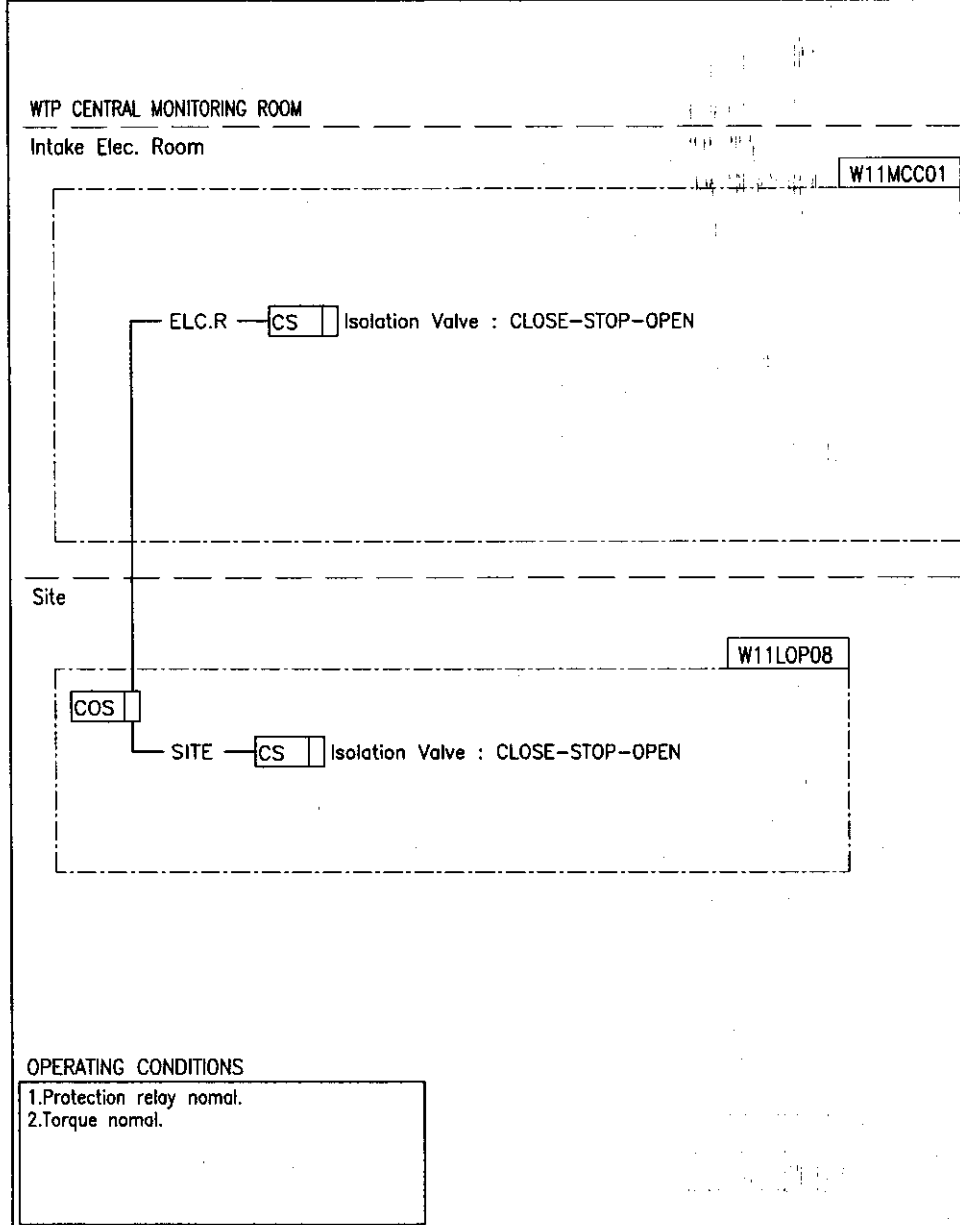 WTP CENTRAL MONITORING ROOM
Intake Elec. Room
W11MCC01
ELC.R CS Isolation Valve : CLOSE-STOP-OPEN
Site
W11LOP08
COS
SITE CS Isolation Valve : CLOSE-STOP-OPEN
OPERATING CONDITIONS
1.Protection relay nomal.
2.Torque nomal.